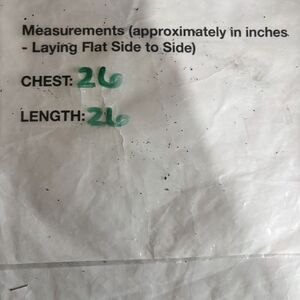 Measurements (approximately in inches
- Laying Flat Side to Side)
CHEST: 26
LENGTH: 26